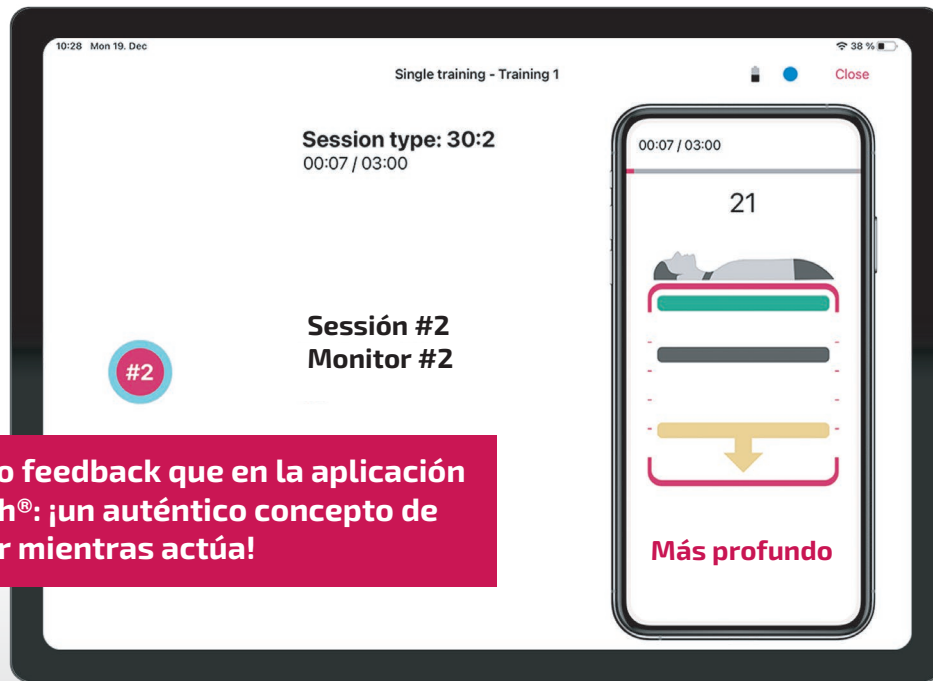 10:28 Mon 19. Dec
38 %
Single training - Training 1
Close
Session type: 30:2
00:07 / 03:00
00:07 / 03:00
21
Sessión #2
Monitor #2
#2
o feedback que en la aplicación
h®: ¡un auténtico concepto de
r mientras actúa!
Más profundo